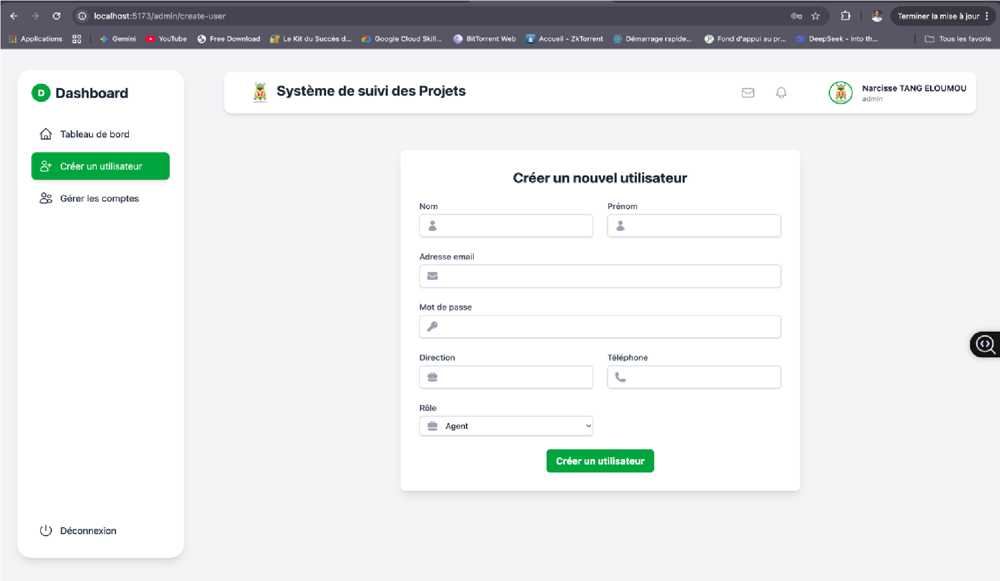 localhost:5173/admin/create-user
Terminer la mise à jour
Applications
Gemini
YouTube
Free Download
Le Kit du Succès d...
Google Cloud Skill...
BitTorrent Web
Accueil - ZkTorrent
Démarrage rapide...
Fond d'appui au pr...
DeepSeek - Into th...
Tous les favoris
D Dashboard
Tableau de bord
Créer un utilisateur
Gérer les comptes
Déconnexion
Système de suivi des Projets
Narcisse TANG ELOUMOU
admin
Créer un nouvel utilisateur
Nom
Prénom
Adresse email
Mot de passe
Direction
Téléphone
Rôle
Agent
Créer un utilisateur